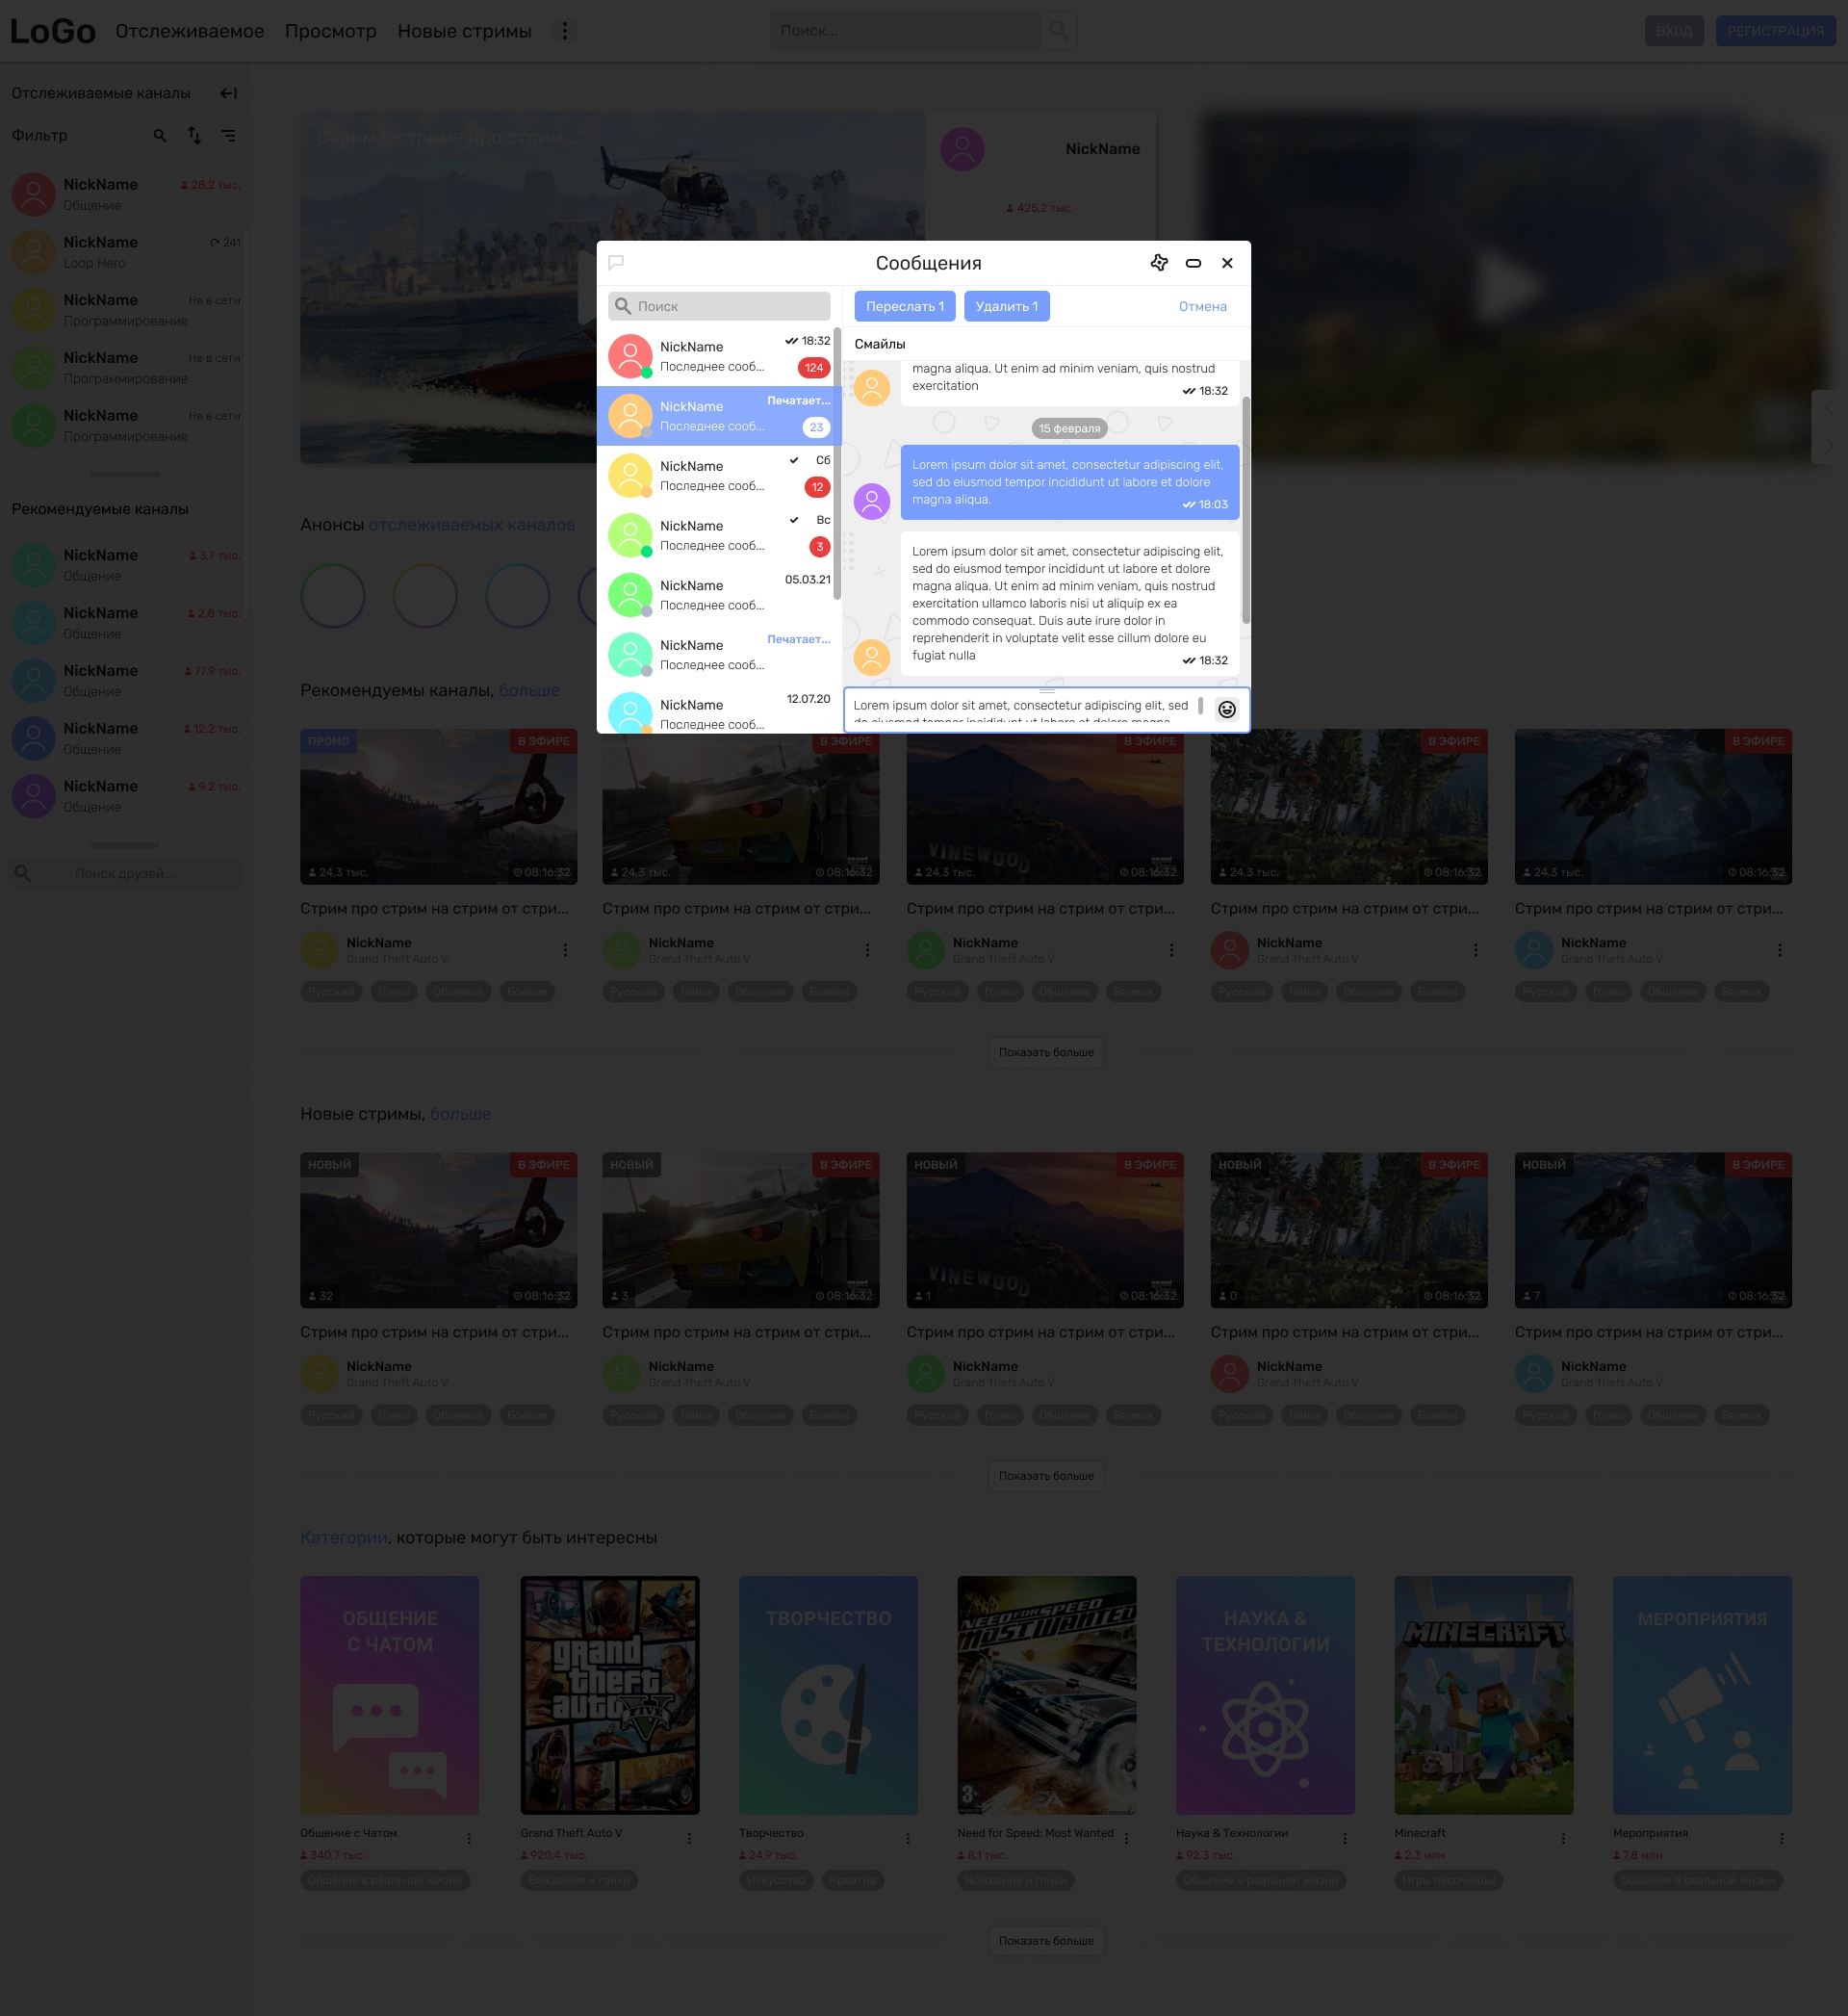 LoGo
Отслеживаемое
Просмотр
Новые стримы
Поиск...
ВХОД
РЕГИСТРАЦИЯ
Отслеживаемые каналы
Фильтр
NickName
28,2 тыс.
Общение
NickName
241
Loop Hero
NickName
Не в сети
Программирование
NickName
Не в сети
Программирование
NickName
Не в сети
Программирование
Рекомендуемые каналы
NickName
3,7 тыс.
Общение
NickName
2,8 тыс.
Общение
NickName
77,9 тыс.
Общение
NickName
12,2 тыс.
Общение
NickName
9,2 тыс.
Общение
Поиск друзей...
Стрим о стриме про стрим...
NickName
425,2 тыс.
Сообщения
Поиск
NickName
18:32
Последнее сооб...
124
NickName
Печатает...
Последнее сооб...
23
NickName
Сб
Последнее сооб...
12
NickName
Вс
Последнее сооб...
3
NickName
05.03.21
Последнее сооб...
NickName
Печатает...
Последнее сооб...
NickName
12.07.20
Последнее сооб...
Переслать 1
Удалить 1
Отмена
Смайлы
magna aliqua. Ut enim ad minim veniam, quis nostrud
exercitation
18:32
15 февраля
Lorem ipsum dolor sit amet, consectetur adipiscing elit,
sed do eiusmod tempor incididunt ut labore et dolore
magna aliqua.
18:03
Lorem ipsum dolor sit amet, consectetur adipiscing elit,
sed do eiusmod tempor incididunt ut labore et dolore
magna aliqua. Ut enim ad minim veniam, quis nostrud
exercitation ullamco laboris nisi ut aliquip ex ea
commodo consequat. Duis aute irure dolor in
reprehenderit in voluptate velit esse cillum dolore eu
fugiat nulla
18:32
Lorem ipsum dolor sit amet, consectetur adipiscing elit, sed
do eiusmod tempor incididunt ut labore et dolore magna
Анонсы отслеживаемых каналов
Рекомендуемы каналы, больше
ПРОМО
В ЭФИРЕ
24,3 тыс.
08:16:32
Стрим про стрим на стрим от стри...
NickName
Grand Theft Auto V
Русский
Гонки
Общение
Боевик
В ЭФИРЕ
24,3 тыс.
08:16:32
Стрим про стрим на стрим от стри...
NickName
Grand Theft Auto V
Русский
Гонки
Общение
Боевик
В ЭФИРЕ
VINEWOOD
24,3 тыс.
08:16:32
Стрим про стрим на стрим от стри...
NickName
Grand Theft Auto V
Русский
Гонки
Общение
Боевик
В ЭФИРЕ
24,3 тыс.
08:16:32
Стрим про стрим на стрим от стри...
NickName
Grand Theft Auto V
Русский
Гонки
Общение
Боевик
В ЭФИРЕ
24,3 тыс.
08:16:32
Стрим про стрим на стрим от стри...
NickName
Grand Theft Auto V
Русский
Гонки
Общение
Боевик
Показать больше
Новые стримы, больше
НОВЫЙ
В ЭФИРЕ
32
08:16:32
Стрим про стрим на стрим от стри...
NickName
Grand Theft Auto V
Русский
Гонки
Общение
Боевик
НОВЫЙ
В ЭФИРЕ
3
08:16:32
Стрим про стрим на стрим от стри...
NickName
Grand Theft Auto V
Русский
Гонки
Общение
Боевик
НОВЫЙ
В ЭФИРЕ
VINEWOOD
1
08:16:32
Стрим про стрим на стрим от стри...
NickName
Grand Theft Auto V
Русский
Гонки
Общение
Боевик
НОВЫЙ
В ЭФИРЕ
0
08:16:32
Стрим про стрим на стрим от стри...
NickName
Grand Theft Auto V
Русский
Гонки
Общение
Боевик
НОВЫЙ
В ЭФИРЕ
7
08:16:32
Стрим про стрим на стрим от стри...
NickName
Grand Theft Auto V
Русский
Гонки
Общение
Боевик
Показать больше
Категории, которые могут быть интересны
ОБЩЕНИЕ
С ЧАТОМ
Общение с Чатом
340,7 тыс.
Общение в реальной жизни
grand
theft
auto V
FIVE
Grand Theft Auto V
920,4 тыс.
Вождение и гонки
ТВОРЧЕСТВО
Творчество
24,9 тыс.
Искусство
Креатив
NEED FOR SPEED
MOST WANTED
3+
EA
Need for Speed: Most Wanted
8,1 тыс.
Вождение и гонки
НАУКА &
ТЕХНОЛОГИИ
Наука & Технологии
92,3 тыс.
Общение в реальной жизни
MINECRAFT
Minecraft
2,3 млн
Игры песочницы
МЕРОПРИЯТИЯ
Мероприятия
7,8 млн
Общение в реальной жизни
Показать больше